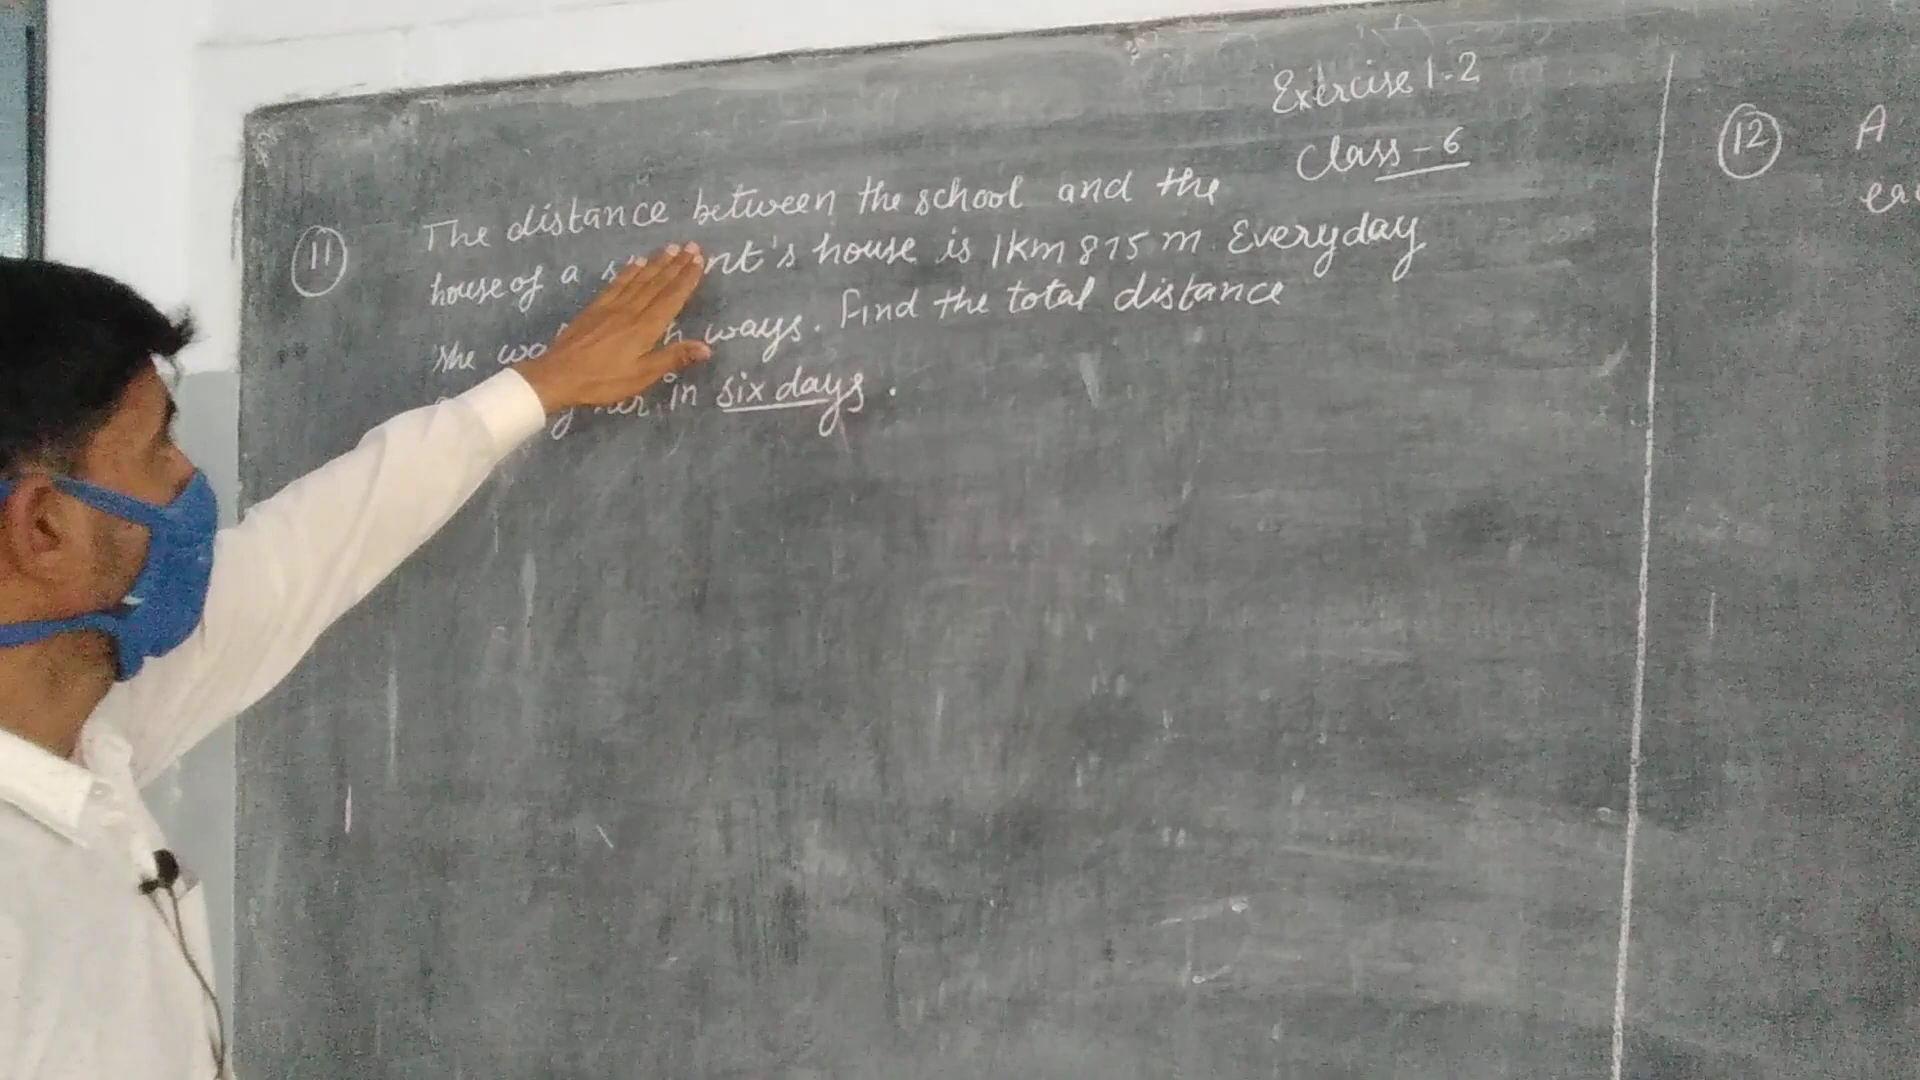 Exercise 1.2
Class - 6
11 The distance between the school and the
house of a student's house is 1km 875 m Everyday
she ways. Find the total distance
in six days.
12 A